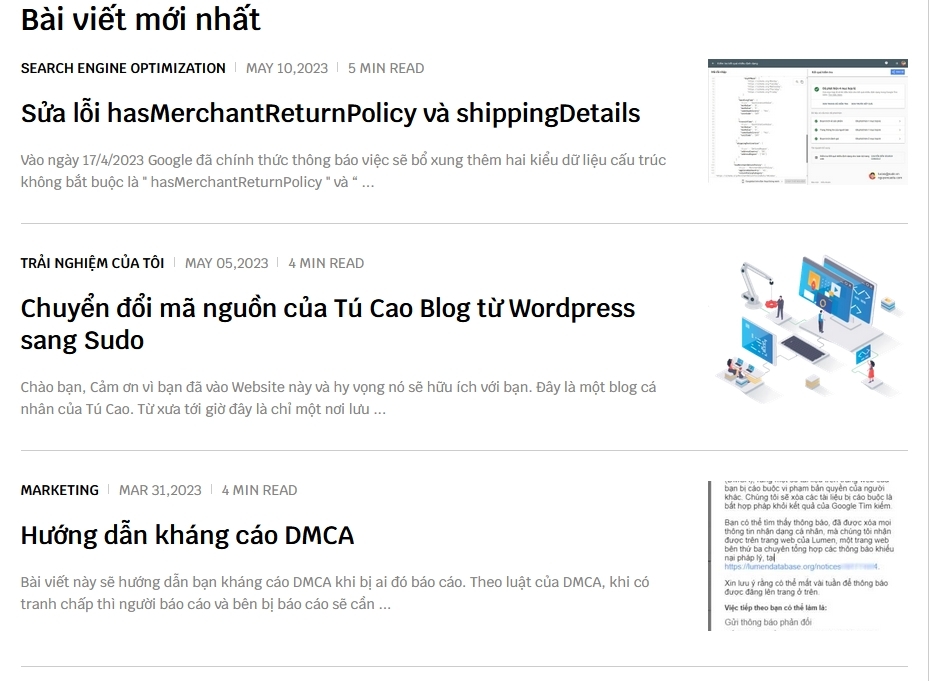 Bài viết mới nhất
SEARCH ENGINE OPTIMIZATION MAY 10,2023 5 MIN READ
Sửa lỗi hasMerchantReturnPolicy và shippingDetails
Vào ngày 17/4/2023 Google đã chính thức thông báo việc sẽ bổ xung thêm hai kiểu dữ liệu cấu trúc
không bắt buộc là " hasMerchantReturnPolicy " và “ ...
TRẢI NGHIỆM CỦA TÔI MAY 05,2023 4 MIN READ
Chuyển đổi mã nguồn của Tú Cao Blog từ Wordpress
sang Sudo
Chào bạn, Cảm ơn vì bạn đã vào Website này và hy vọng nó sẽ hữu ích với bạn. Đây là một blog cá
nhân của Tú Cao. Từ xưa tới giờ đây là chỉ một nơi lưu ...
MARKETING MAR 31,2023 4 MIN READ
Hướng dẫn kháng cáo DMCA
Bài viết này sẽ hướng dẫn bạn kháng cáo DMCA khi bị ai đó báo cáo. Theo luật của DMCA, khi có
tranh chấp thì người báo cáo và bên bị báo cáo sẽ cần ...
bạn bị cáo buộc vi phạm bản quyền của người
khác. Chúng tôi sẽ xóa các tài liệu bị cáo buộc là
bất hợp pháp khỏi kết quả của Google Tìm kiếm.
Bạn có thể tìm thấy thông báo, đã được xóa mọi
thông tin nhận dạng cá nhân, mà chúng tôi nhận
được trên trang web của Lumen, một trang web
bên thứ ba chuyên tổng hợp các thông báo khiếu
nại pháp lý, tại
https://lumendatabase.org/notices
Xin lưu ý rằng có thể mất vài tuần để thông báo
được đăng lên trang ở trên.
Việc tiếp theo bạn có thể làm là:
Gửi thông báo phản đối